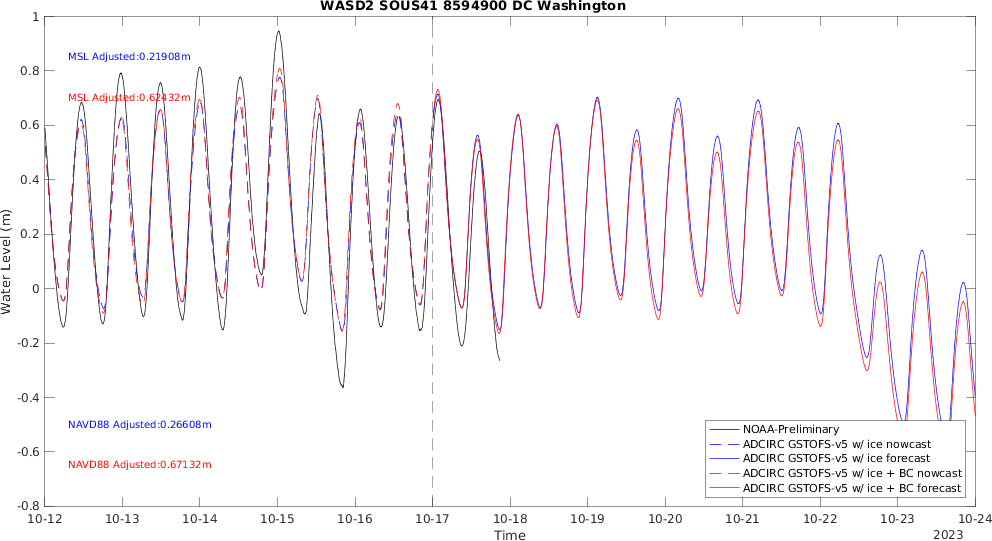 WASD2 SOUS41 8594900 DC Washington
1
0.8
0.6
0.4
0.2
0
-0.2
-0.4
-0.6
-0.8
Water Level (m)
MSL Adjusted:0.21908m
MSL Adjusted:0.62432m
NAVD88 Adjusted:0.26608m
NAVD88 Adjusted:0.67132m
NOAA-Preliminary
ADCIRC GSTOFS-v5 w/ ice nowcast
ADCIRC GSTOFS-v5 w/ ice forecast
ADCIRC GSTOFS-v5 w/ ice + BC nowcast
ADCIRC GSTOFS-v5 w/ ice + BC forecast
10-12 10-13 10-14 10-15 10-16 10-17 10-18 10-19 10-20 10-21 10-22 10-23 10-24
Time
2023